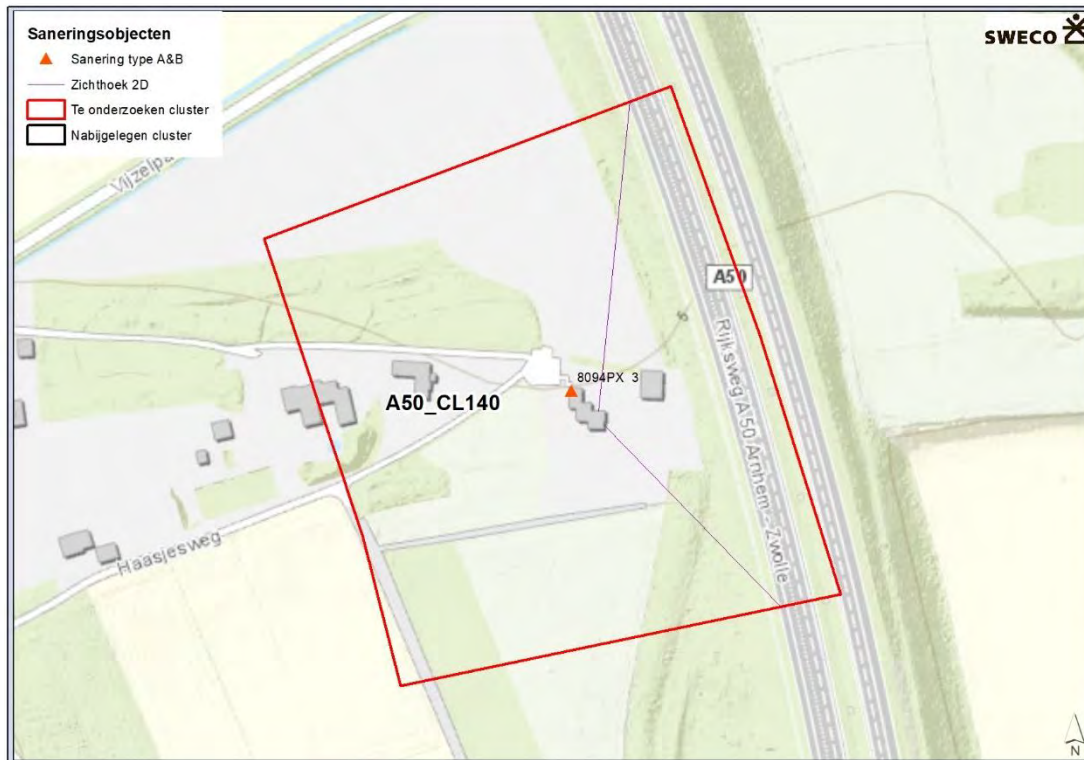 Saneringsobjecten
Sanering type A&B
Zichthoek 2D
Te onderzoeken cluster
Nabijgelegen cluster
SWECO
A50
8094PX 3
5
A50_CL140
Rijksweg A50 Arnhem - Zwolle
Haasjesweg
N